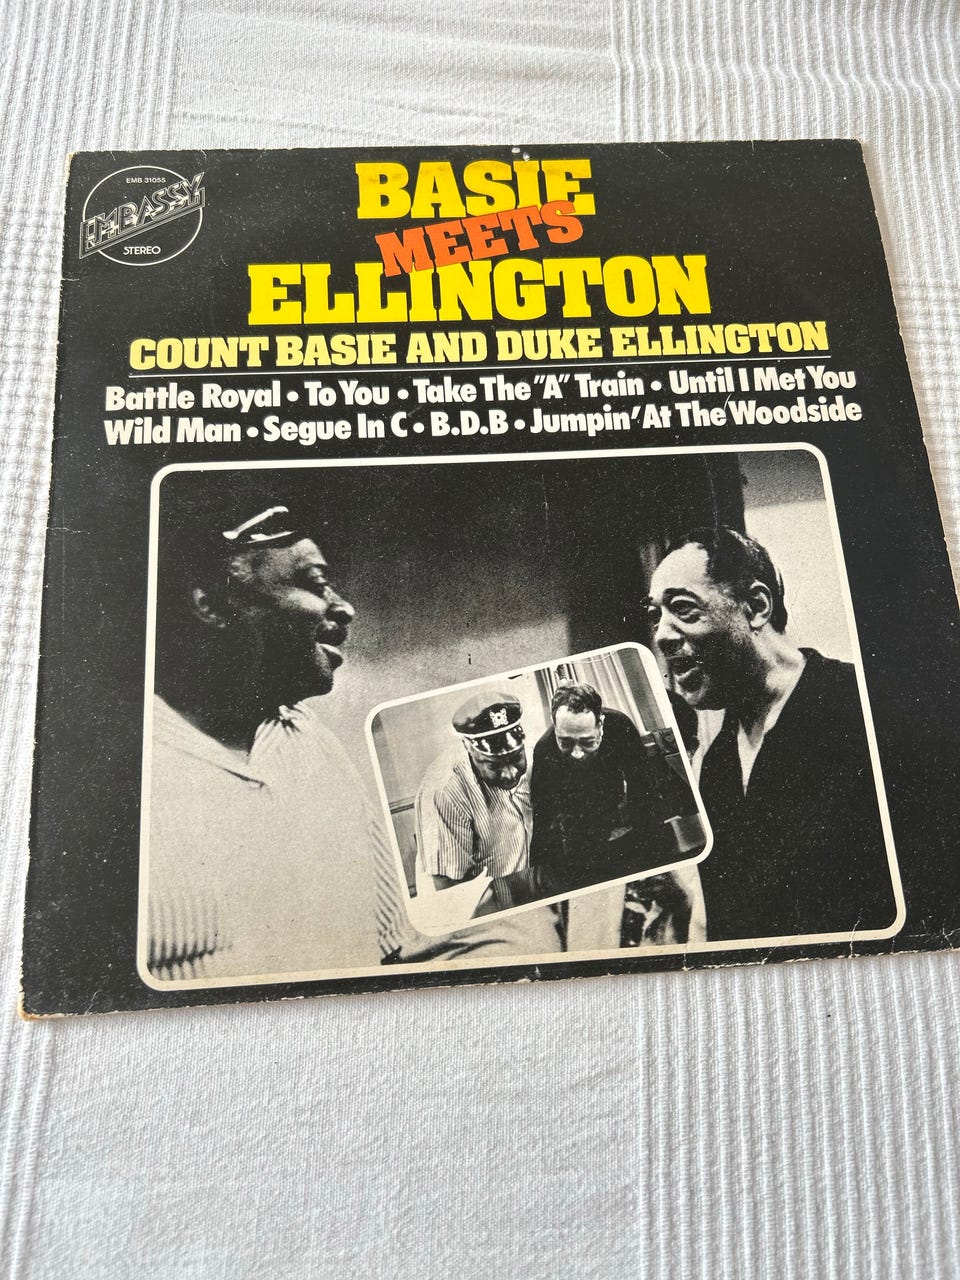 EMB 31055
EMBASSY
STEREO
BASIE
MEETS
ELLINGTON
COUNT BASIE AND DUKE ELLINGTON
Battle Royal • To You • Take The "A" Train • Until I Met You
Wild Man • Segue In C • B.D.B • Jumpin' At The Woodside